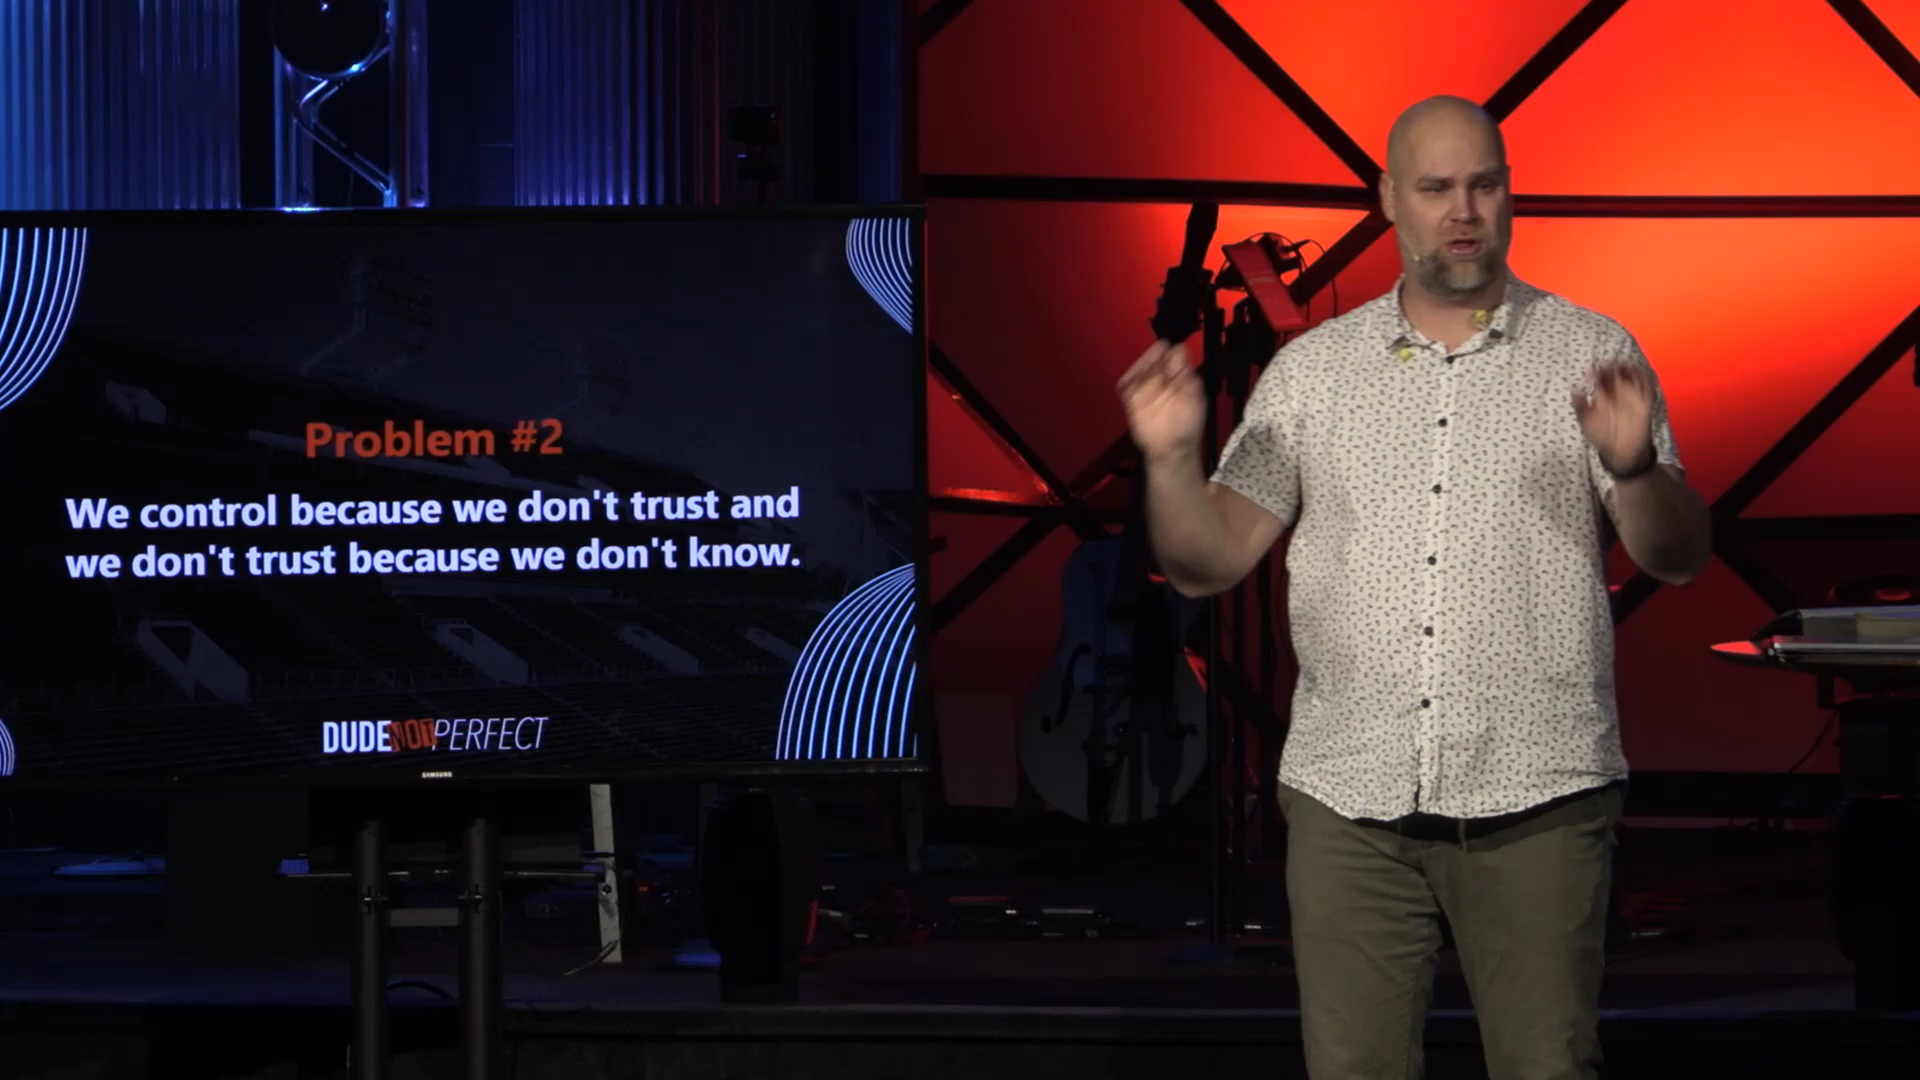 Problem #2
We control because we don't trust and
we don't trust because we don't know.
DUDE NOT PERFECT
SAMSUNG